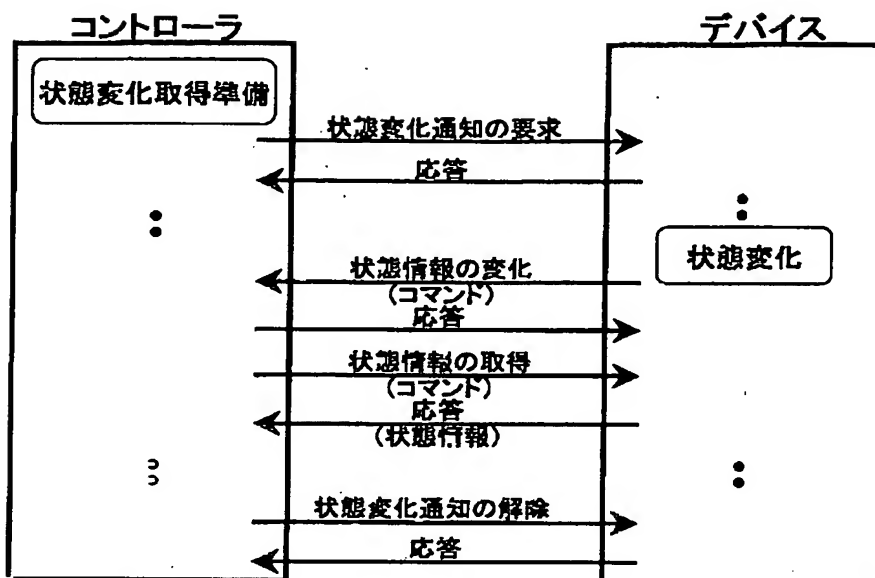 コントローラ
デバイス
状態変化取得準備
状態変化通知の要求
応答
状態変化
状態情報の変化
(コマンド)
応答
状態情報の取得
(コマンド)
応答
(状態情報)
状態変化通知の解除
応答